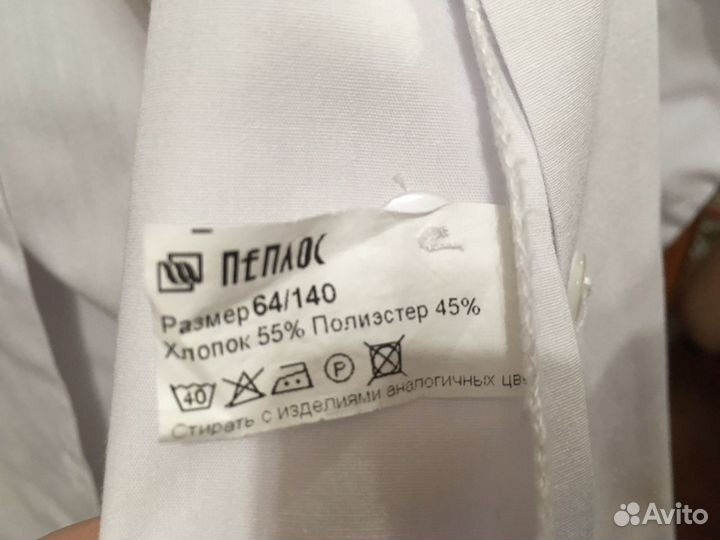 ПЕПЛОС
Размер 64/140
Хлопок 55% Полиэстер 45%
40 P
Стирать с изделиями аналогичных цв
Avito